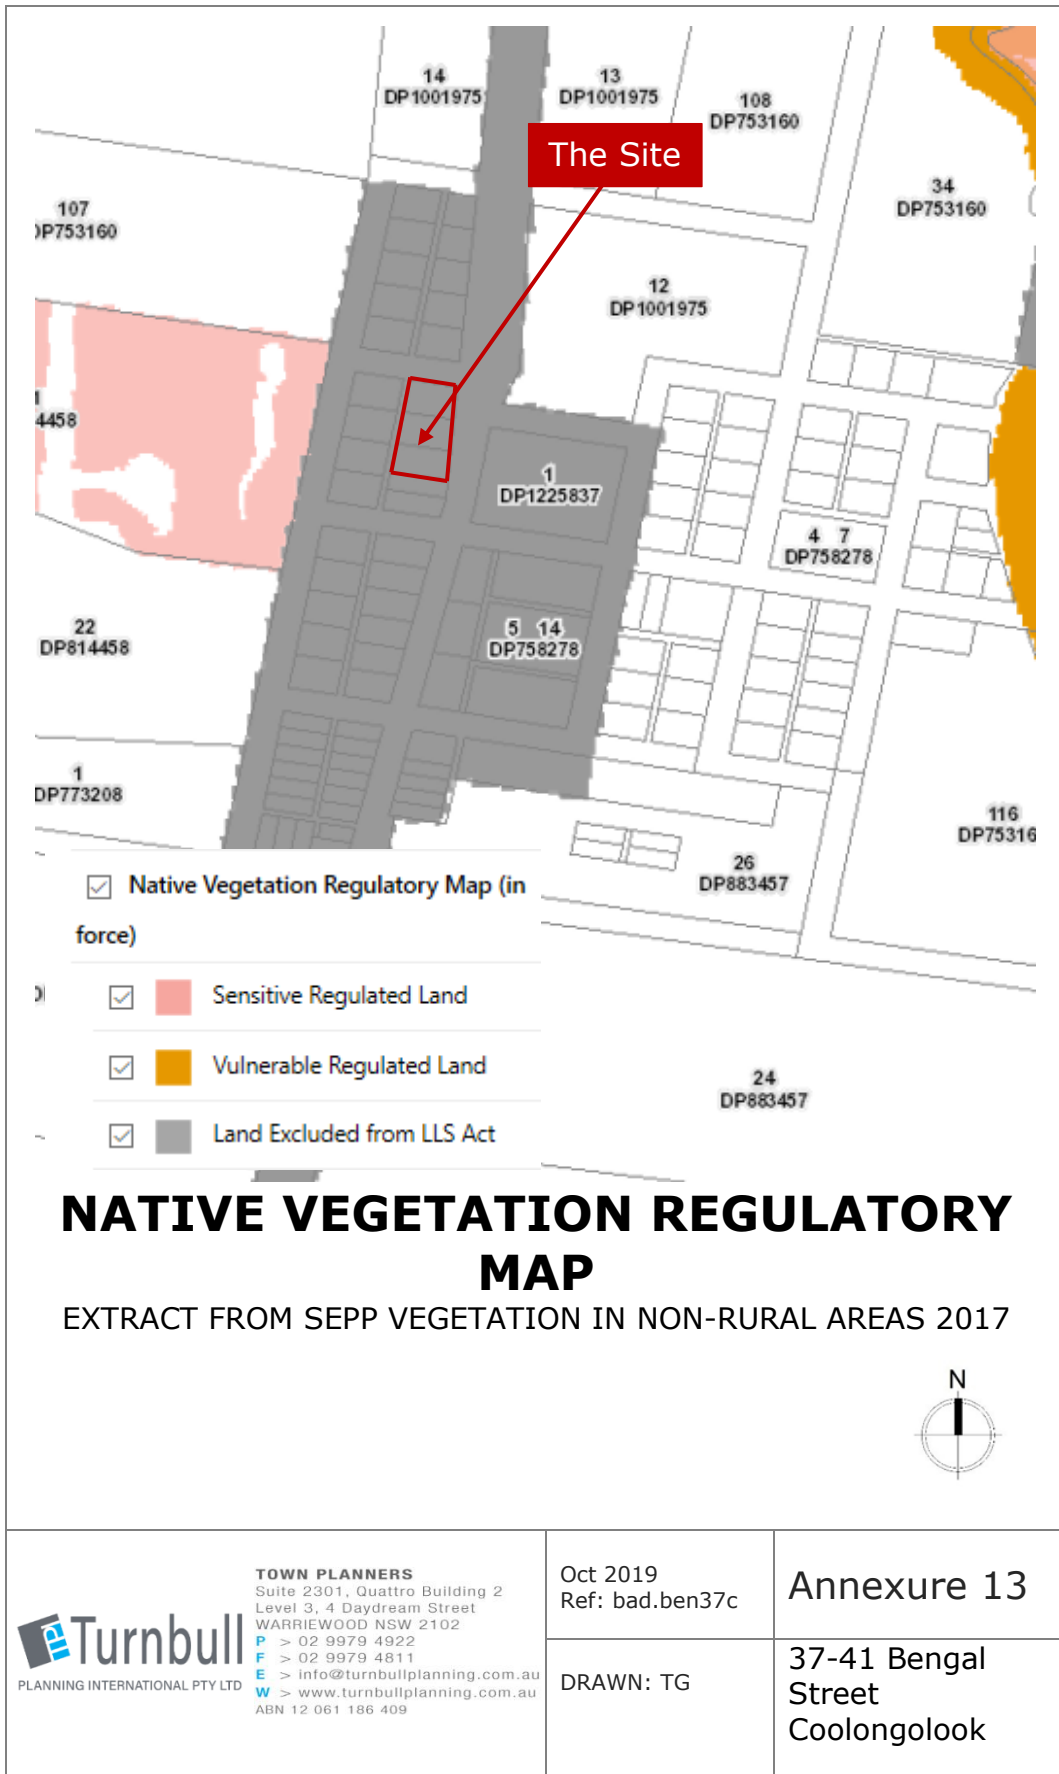 14
DP1001975
13
DP1001975
108
DP753160
The Site
34
DP753160
107
DP753160
12
DP1001975
4458
1
DP1225837
4 7
DP758278
5 14
DP758278
22
DP814458
1
DP773208
116
DP75316
26
DP883457
Native Vegetation Regulatory Map (in
force)
Sensitive Regulated Land
Vulnerable Regulated Land
Land Excluded from LLS Act
24
DP883457
NATIVE VEGETATION REGULATORY
MAP
EXTRACT FROM SEPP VEGETATION IN NON-RURAL AREAS 2017
N
TPI Turnbull
PLANNING INTERNATIONAL PTY LTD
TOWN PLANNERS
Suite 2301, Quattro Building 2
Level 3, 4 Daydream Street
WARRIEWOOD NSW 2102
P > 02 9979 4922
F > 02 9979 4811
E > info@turnbullplanning.com.au
W > www.turnbullplanning.com.au
ABN 12 061 186 409
Oct 2019
Ref: bad.ben37c
DRAWN: TG
Annexure 13
37-41 Bengal
Street
Coolongolook